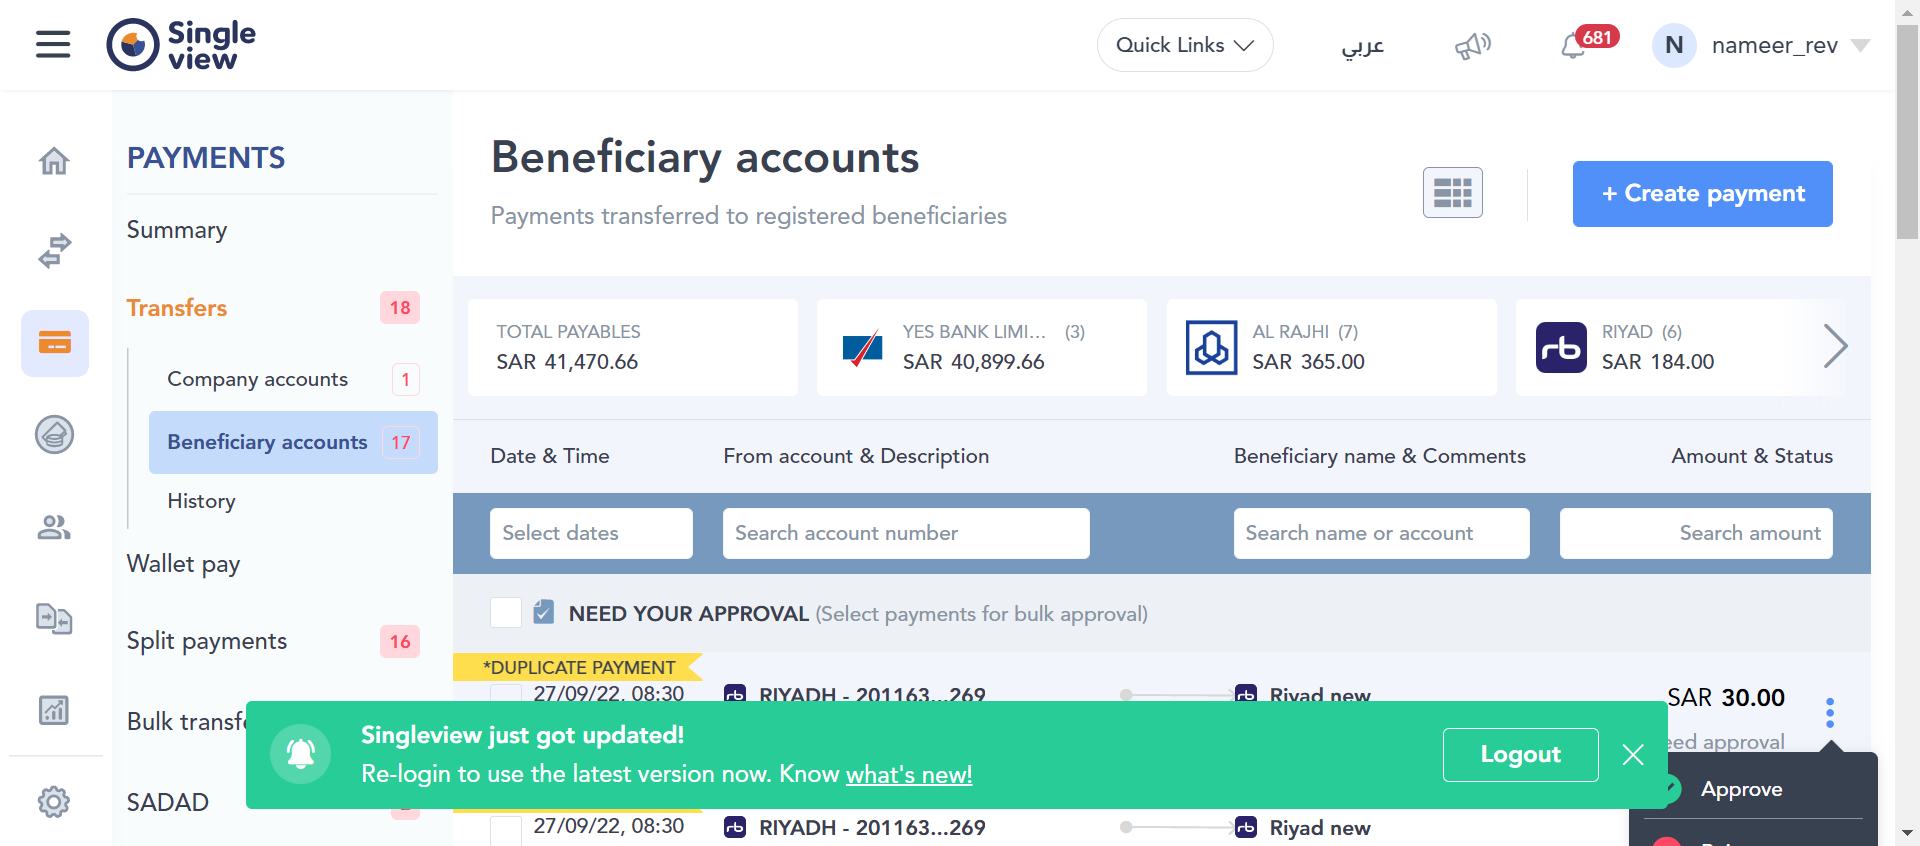 Single
view
Quick Links
عربي
681
N
nameer_rev
PAYMENTS
Summary
Transfers
18
Company accounts
1
Beneficiary accounts
17
History
Wallet pay
Split payments
16
Bulk
SADAD
Beneficiary accounts
Payments transferred to registered beneficiaries
+ Create payment
TOTAL PAYABLES
SAR 41,470.66
YES BANK LIMI... (3)
SAR 40,899.66
AL RAJHI (7)
SAR 365.00
rb
RIYAD (6)
SAR 184.00
Date & Time
From account & Description
Beneficiary name & Comments
Amount & Status
Select dates
Search account number
Search name or account
Search amount
NEED YOUR APPROVAL (Select payments for bulk approval)
*DUPLICATE PAYMENT
27/09/22, 08:30
rb
RIYADH - 201163...269
rb
Riyad new
SAR 30.00
approval
Singleview just got updated!
Re-login to use the latest version now. Know what's new!
Logout
Approve
27/09/22, 08:30
rb
RIYADH - 201163...269
rb
Riyad new